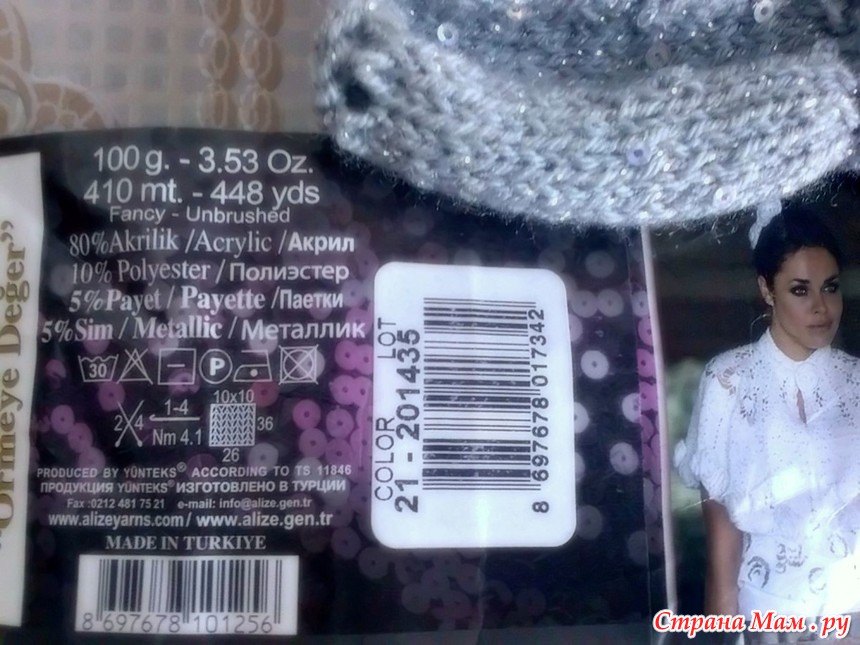 "Örmeye Değer"
100 g. - 3.53 Oz.
410 mt. - 448 yds
Fancy - Unbrushed
80%Akrilik /Acrylic /Акрил
10% Polyester / Полиэстер
5%Payet / Payette /Паетки
5%Sim / Metallic / Металлик
30 P
10x10
2 4 1-4 36
Nm 4.1
26
PRODUCED BY YÜNTEKS® ACCORDING TO TS 11846
ПРОДУКЦИЯ YÜNTEKS® ИЗГОТОВЛЕНО В ТУРЦИИ
Fax :0212 481 75 21 e-mail: info@alize.gen.tr
www.alizeyarns.com / www.alize.gen.tr
MADE IN TURKIYE
8 697678 101256
COLOR LOT
21 - 201435
8 697678 017342
Страна Мам . ру